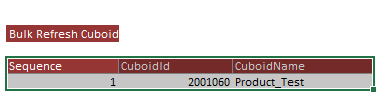 Bulk Refresh Cuboid
Sequence CuboidId CuboidName
1 2001060 Product_Test